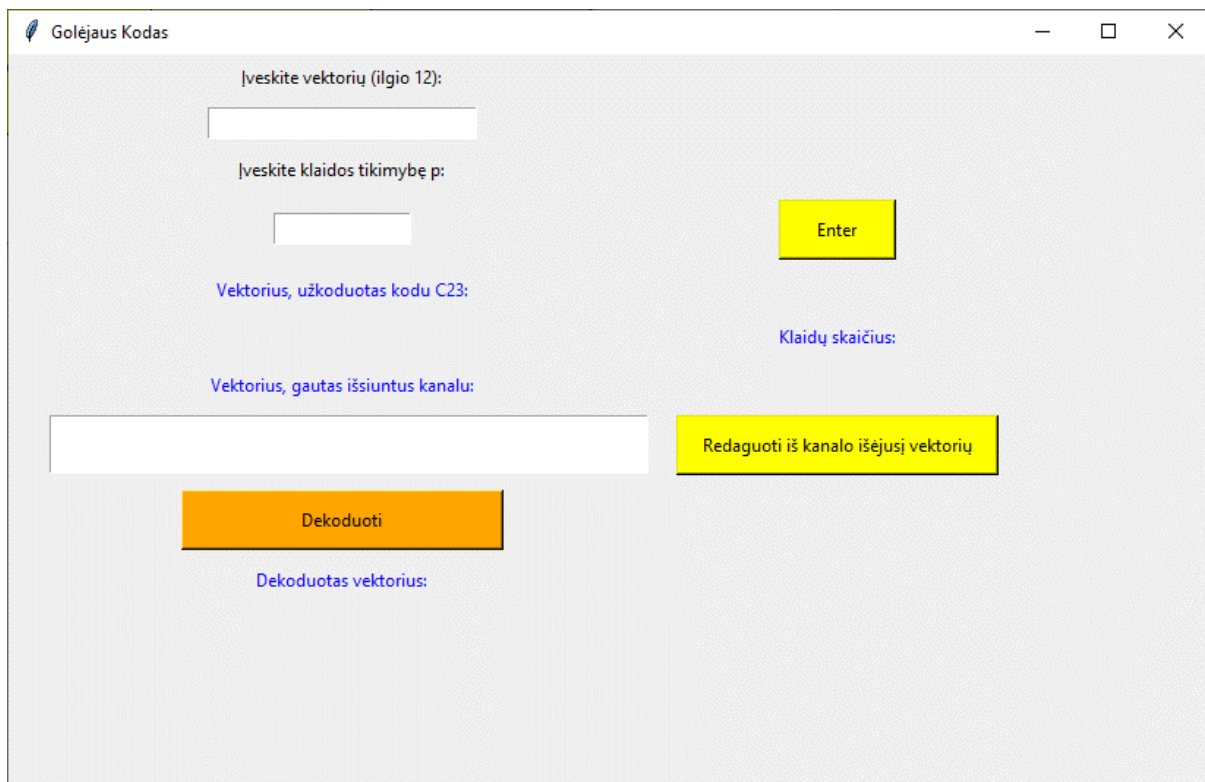 Golėjaus Kodas
Įveskite vektorių (ilgio 12):
Įveskite klaidos tikimybę p:
Enter
Vektorius, užkoduotas kodu C23:
Klaidų skaičius:
Vektorius, gautas išsiuntus kanalu:
Redaguoti iš kanalo išėjusį vektorių
Dekoduoti
Dekoduotas vektorius: